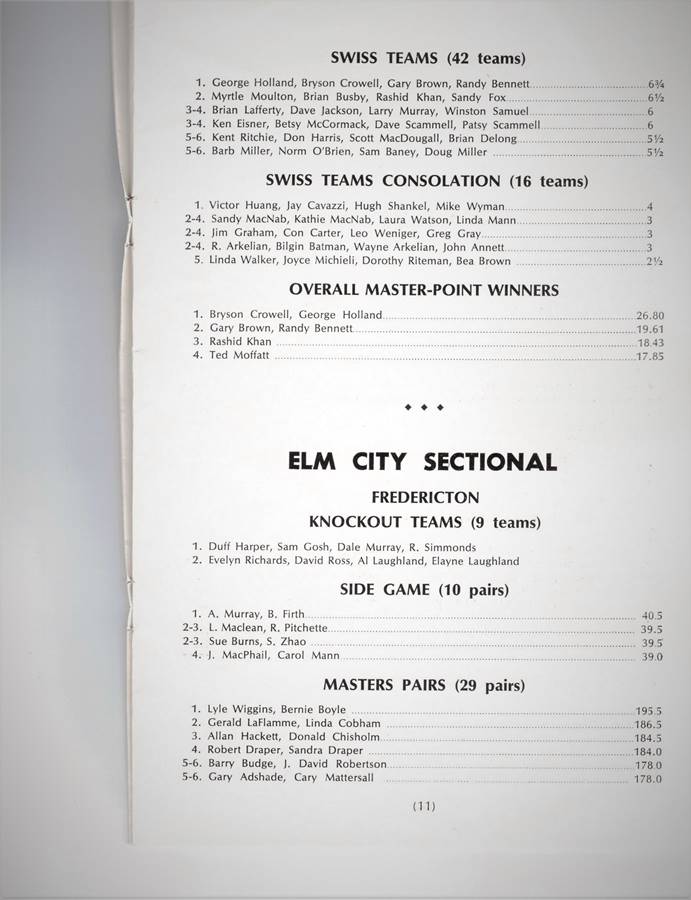 SWISS TEAMS (42 teams)
1. George Holland, Bryson Crowell, Gary Brown, Randy Bennett 6¾
2. Myrtle Moulton, Brian Busby, Rashid Khan, Sandy Fox 6½
3-4. Brian Lafferty, Dave Jackson, Larry Murray, Winston Samuel 6
3-4. Ken Eisner, Betsy McCormack, Dave Scammell, Patsy Scammell 6
5-6. Kent Ritchie, Don Harris, Scott MacDougall, Brian Delong 5½
5-6. Barb Miller, Norm O'Brien, Sam Baney, Doug Miller 5½
SWISS TEAMS CONSOLATION (16 teams)
1. Victor Huang, Jay Cavazzi, Hugh Shankel, Mike Wyman 4
2-4. Sandy MacNab, Kathie MacNab, Laura Watson, Linda Mann 3
2-4. Jim Graham, Con Carter, Leo Weniger, Greg Gray 3
2-4. R. Arkelian, Bilgin Batman, Wayne Arkelian, John Annett 3
5. Linda Walker, Joyce Michieli, Dorothy Riteman, Bea Brown 2½
OVERALL MASTER-POINT WINNERS
1. Bryson Crowell, George Holland 26.80
2. Gary Brown, Randy Bennett 19.61
3. Rashid Khan 18.43
4. Ted Moffatt 17.85
ELM CITY SECTIONAL
FREDERICTON
KNOCKOUT TEAMS (9 teams)
1. Duff Harper, Sam Gosh, Dale Murray, R. Simmonds
2. Evelyn Richards, David Ross, Al Laughland, Elayne Laughland
SIDE GAME (10 pairs)
1. A. Murray, B. Firth 40.5
2-3. L. Maclean, R. Pitchette 39.5
2-3. Sue Burns, S. Zhao 39.5
4. J. MacPhail, Carol Mann 39.0
MASTERS PAIRS (29 pairs)
1. Lyle Wiggins, Bernie Boyle 195.5
2. Gerald LaFlamme, Linda Cobham 186.5
3. Allan Hackett, Donald Chisholm 184.5
4. Robert Draper, Sandra Draper 184.0
5-6. Barry Budge, J. David Robertson 178.0
5-6. Gary Adshade, Cary Mattersall 178.0
(11)